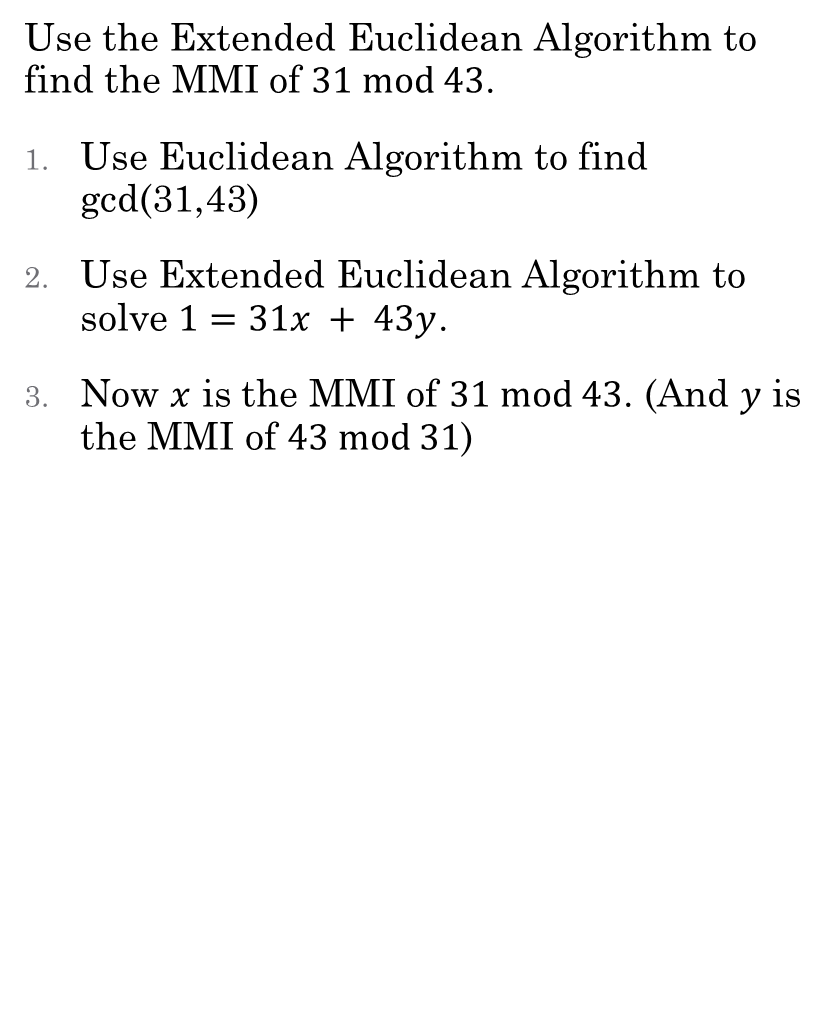 Use the Extended Euclidean Algorithm to
find the MMI of 31 mod 43.
1. Use Euclidean Algorithm to find
gcd(31,43)
2. Use Extended Euclidean Algorithm to
solve 1 = 31𝑥 + 43𝑦.
3. Now 𝑥 is the MMI of 31 mod 43. (And 𝑦 is
the MMI of 43 mod 31)